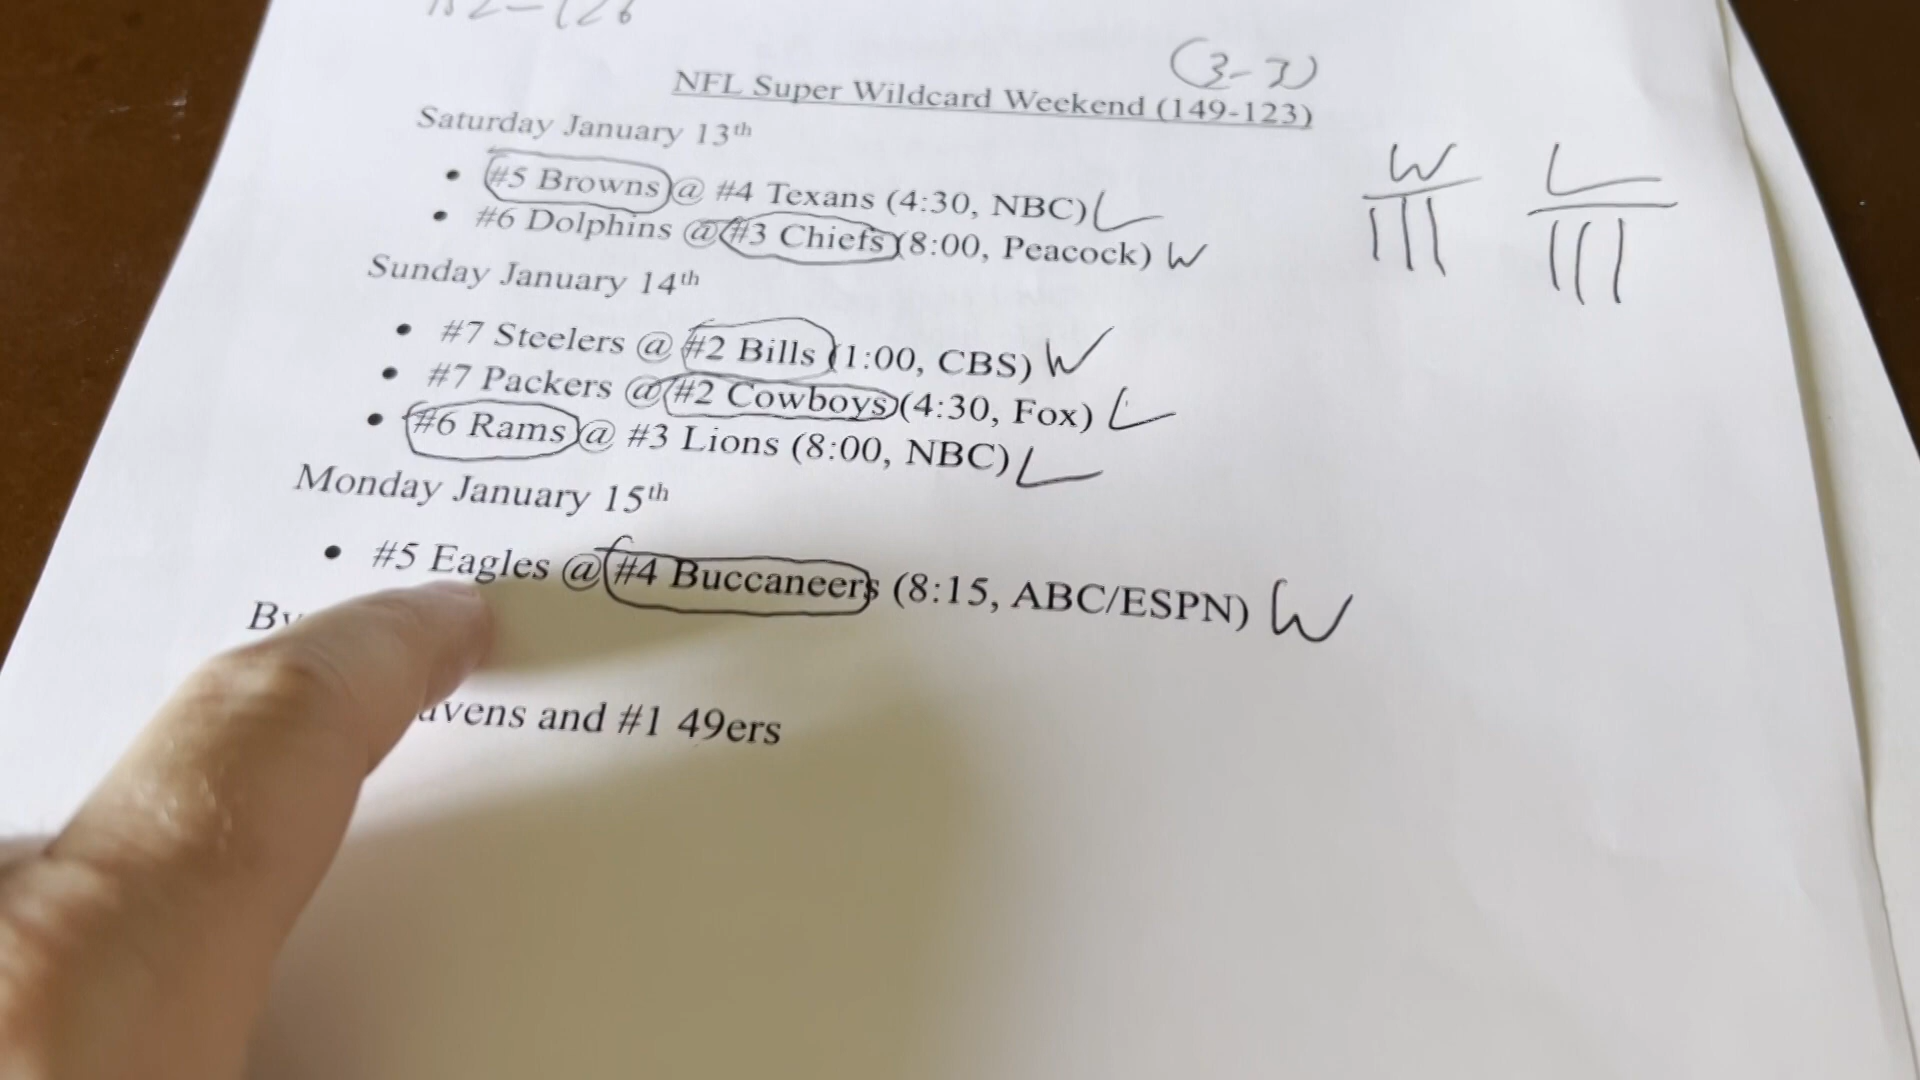 152-126
(3-3)
NFL Super Wildcard Weekend (149-123)
Saturday January 13th
• #5 Browns @ #4 Texans (4:30, NBC) L
• #6 Dolphins @ #3 Chiefs (8:00, Peacock) W
Sunday January 14th
• #7 Steelers @ #2 Bills (1:00, CBS) W
• #7 Packers @ #2 Cowboys (4:30, Fox) L
• #6 Rams @ #3 Lions (8:00, NBC) L
Monday January 15th
• #5 Eagles @ #4 Buccaneers (8:15, ABC/ESPN) W
and #1 49ers
W L
||| |||